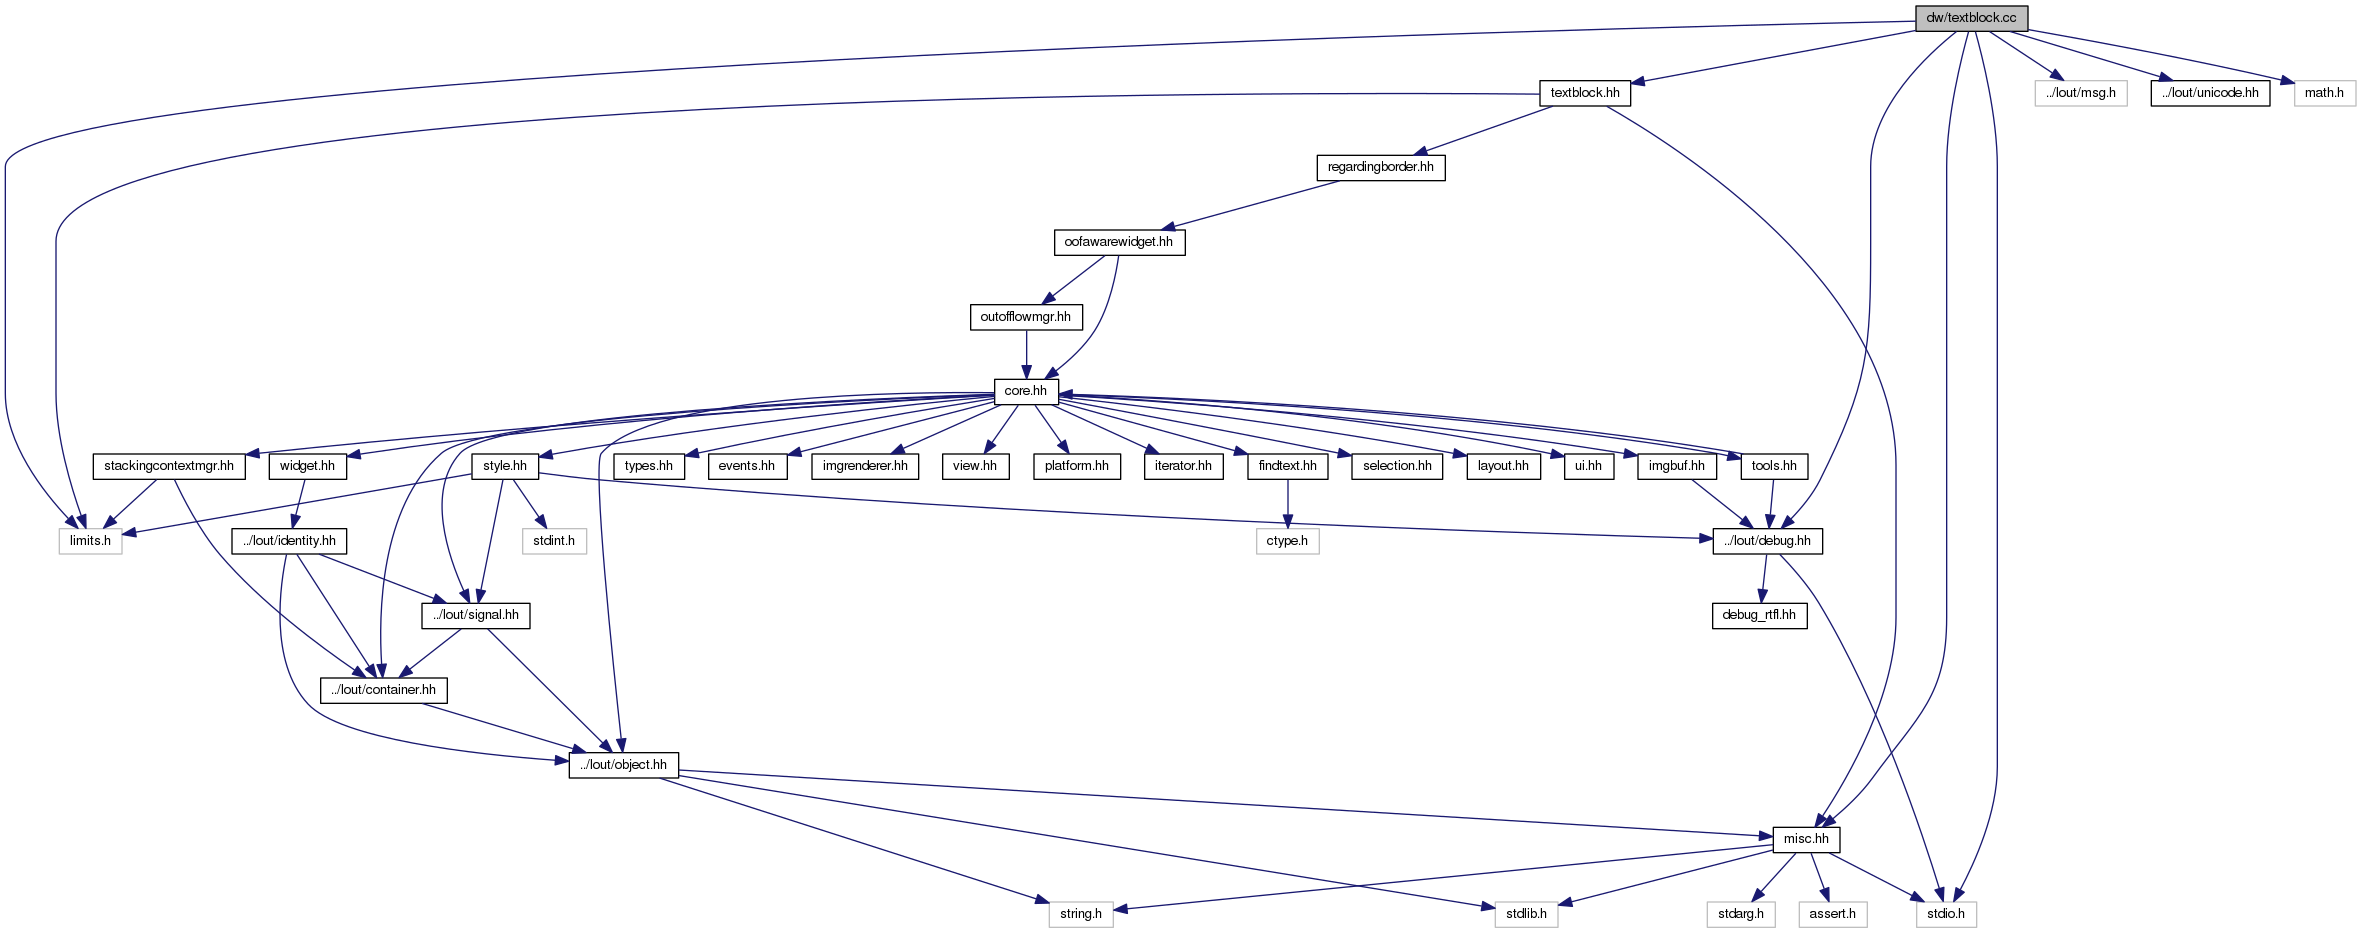 dw/textblock.cc
textblock.hh
../lout/msg.h
../lout/unicode.hh
math.h
regardingborder.hh
oofawarewidget.hh
outofflowmgr.hh
core.hh
stackingcontextmgr.hh
widget.hh
style.hh
types.hh
events.hh
imgrenderer.hh
view.hh
platform.hh
iterator.hh
findtext.hh
selection.hh
layout.hh
ui.hh
imgbuf.hh
tools.hh
limits.h
../lout/identity.hh
stdint.h
ctype.h
../lout/debug.hh
../lout/signal.hh
debug_rtfl.hh
../lout/container.hh
../lout/object.hh
misc.hh
string.h
stdlib.h
stdarg.h
assert.h
stdio.h